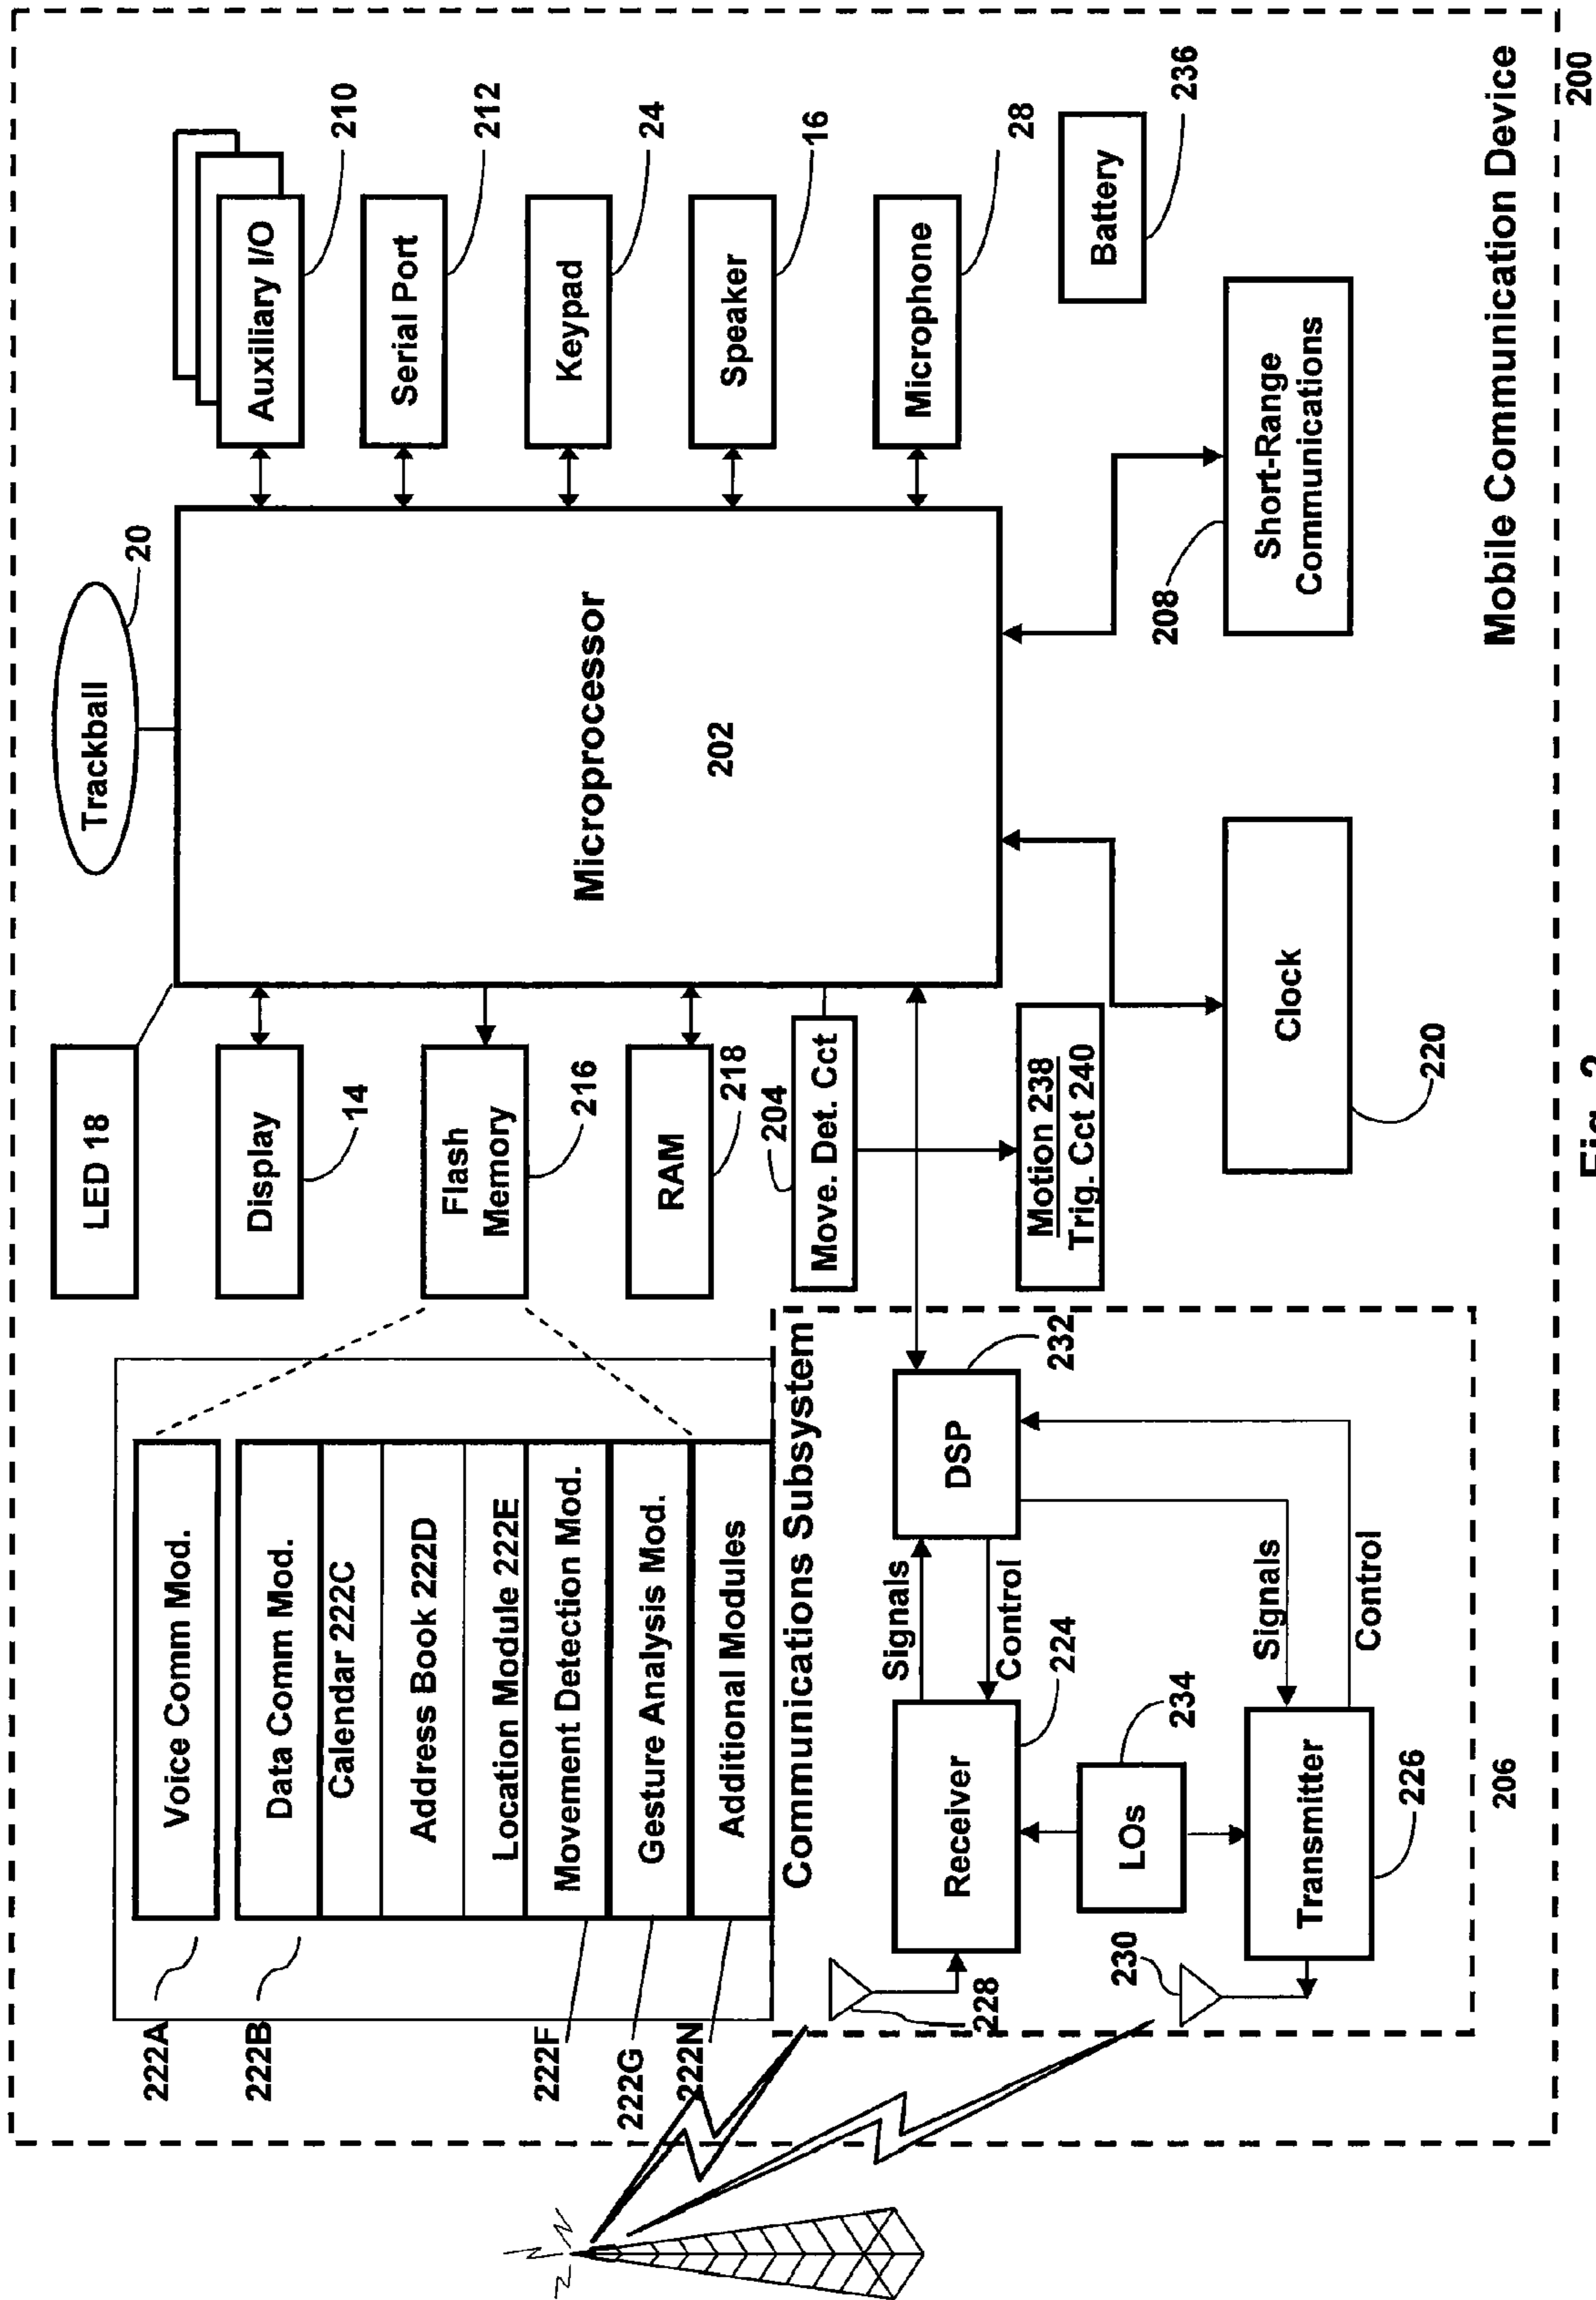 Trackball
20
LED 18
Display
14
Flash
Memory
216
RAM
218
204
Move. Det. Cct
Motion 238
Trig. Cct 240
Microprocessor
202
Auxiliary I/O
210
Serial Port
212
Keypad
24
Speaker
16
Microphone
28
Battery
236
Short-Range
Communications
208
Clock
220
222A
Voice Comm Mod.
222B
Data Comm Mod.
Calendar 222C
Address Book 222D
Location Module 222E
Movement Detection Mod.
222F
Gesture Analysis Mod.
222G
Additional Modules
222N
Communications Subsystem
228
Receiver
224
Signals
Control
DSP
232
LOs
234
230
Transmitter
226
Signals
Control
206
Mobile Communication Device
200